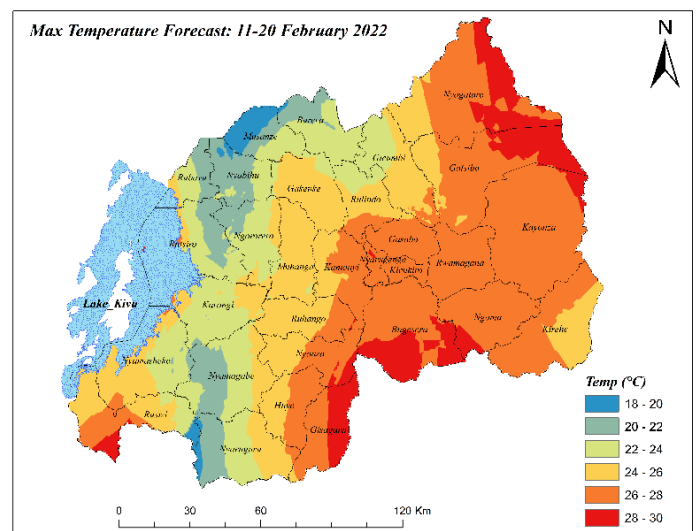 Max Temperature Forecast: 11-20 February 2022
N
Nyagatare
Burera
Musanze
Gicumbi
Rubavu
Nyabihu
Gatsibo
Gakenke
Rulindo
Kayonza
Ngororero
Rutsiro
Gasabo
Muhanga
Kamonyi
Nyarugenge
Kicukiro
Rwamagana
Lake_Kivu
Karongi
Ruhango
Bugesera
Ngoma
Kirehe
Nyanza
Nyamasheke
Nyamagabe
Huye
Rusizi
Gisagara
Nyaruguru
Temp (°C)
18 - 20
20 - 22
22 - 24
24 - 26
26 - 28
28 - 30
0 30 60 120 Km